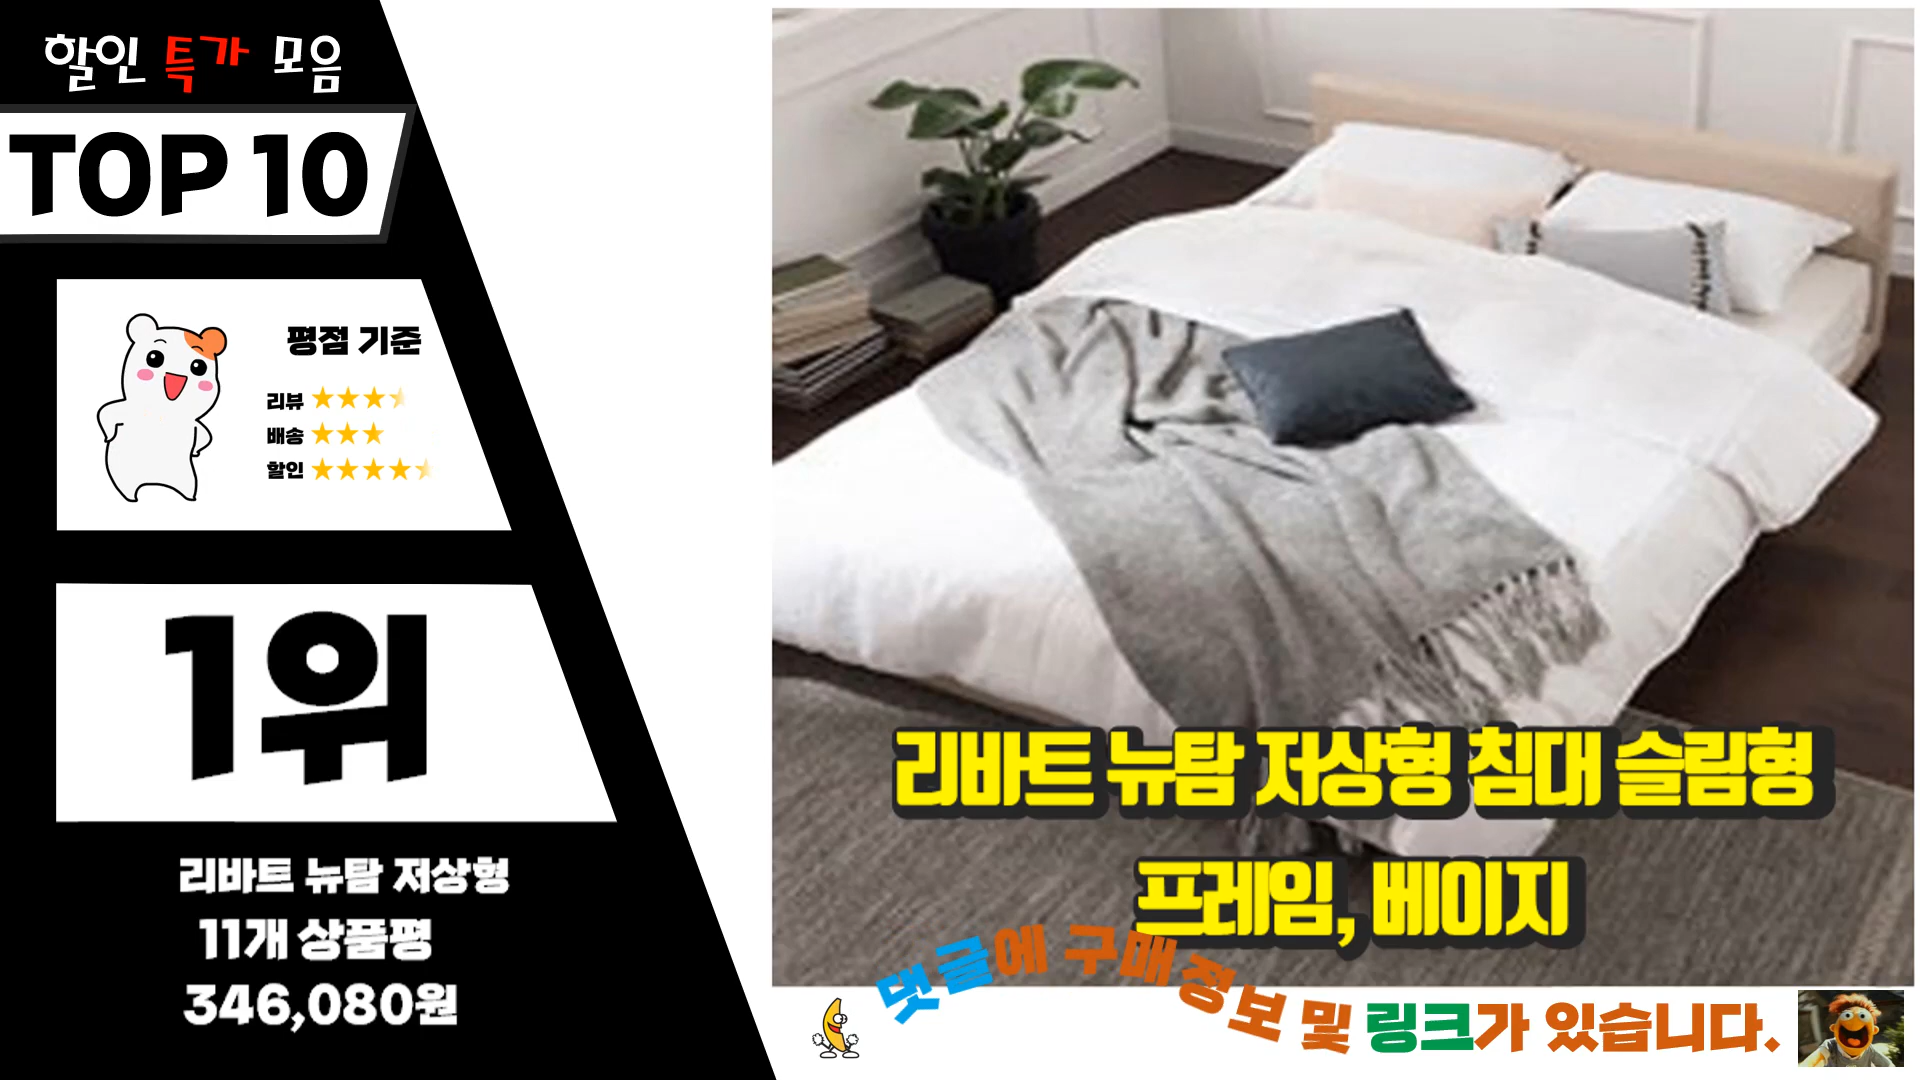 할인 특가 모음
TOP 10
평점 기준
리뷰
배송
할인
1위
리바트 뉴탐 저상형
11개 상품평
346,080원
리바트 뉴탐 저상형 침대 슬림형
프레임, 베이지
댓글에 구매 정보 및 링크가 있습니다.